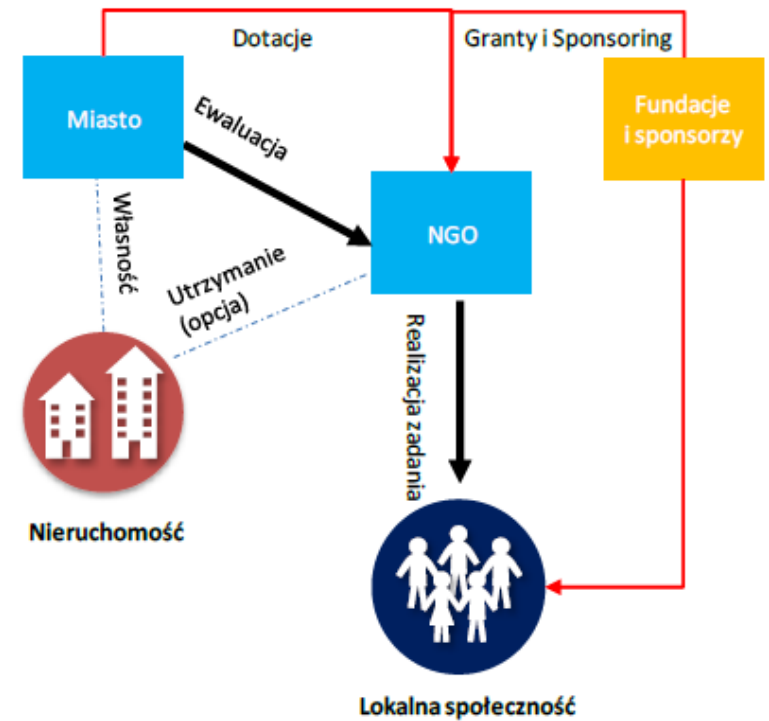 Dotacje
Granty i Sponsoring
Miasto
Ewaluacja
Fundacje
i sponsorzy
Własność
NGO
Utrzymanie
(opcja)
Realizacja zadania
Nieruchomość
Lokalna społeczność